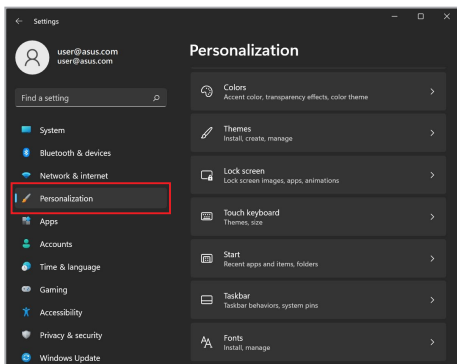 Settings
user@asus.com
user@asus.com
Find a setting
System
Bluetooth & devices
Network & internet
Personalization
Apps
Accounts
Time & language
Gaming
Accessibility
Privacy & security
Windows Update
Personalization
Colors
Accent color, transparency effects, color theme
Themes
Install, create, manage
Lock screen
Lock screen images, apps, animations
Touch keyboard
Themes, size
Start
Recent apps and items, folders
Taskbar
Taskbar behaviors, system pins
Fonts
Install, manage